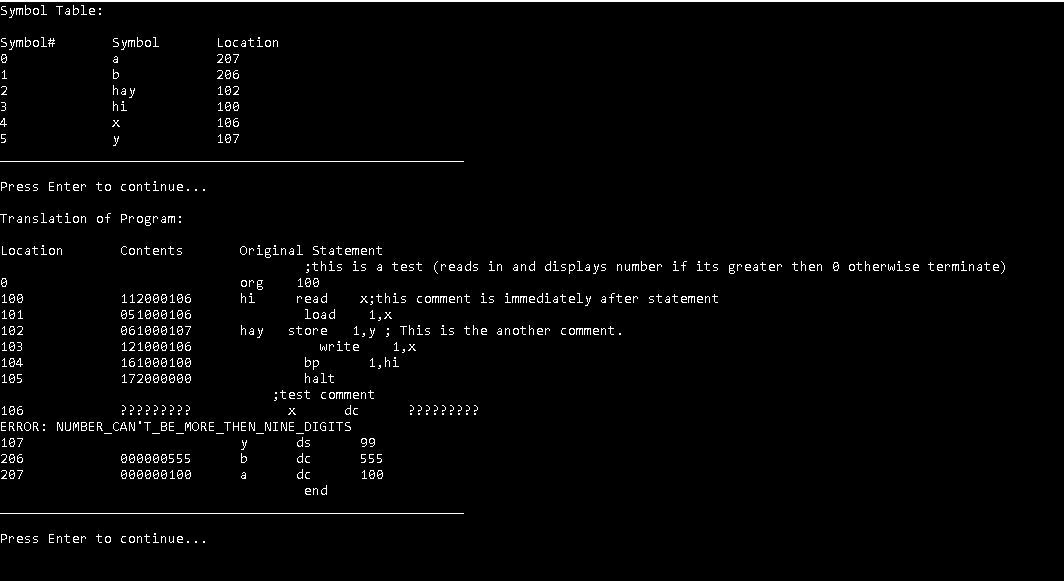 Symbol Table:
Symbol# Symbol Location
0 a 207
1 b 206
2 hay 102
3 hi 100
4 x 106
5 y 107
Press Enter to continue...
Translation of Program:
Location Contents Original Statement
;this is a test (reads in and displays number if its greater then 0 otherwise terminate)
0 org 100
100 112000106 hi read x;this comment is immediately after statement
101 051000106 load 1,x
102 061000107 hay store 1,y ; This is the another comment.
103 121000106 write 1,x
104 161000100 bp 1,hi
105 172000000 halt
;test comment
106 ????????? x dc ?????????
ERROR: NUMBER_CAN'T_BE_MORE_THEN_NINE_DIGITS
107 y ds 99
206 000000555 b dc 555
207 000000100 a dc 100
end
Press Enter to continue...